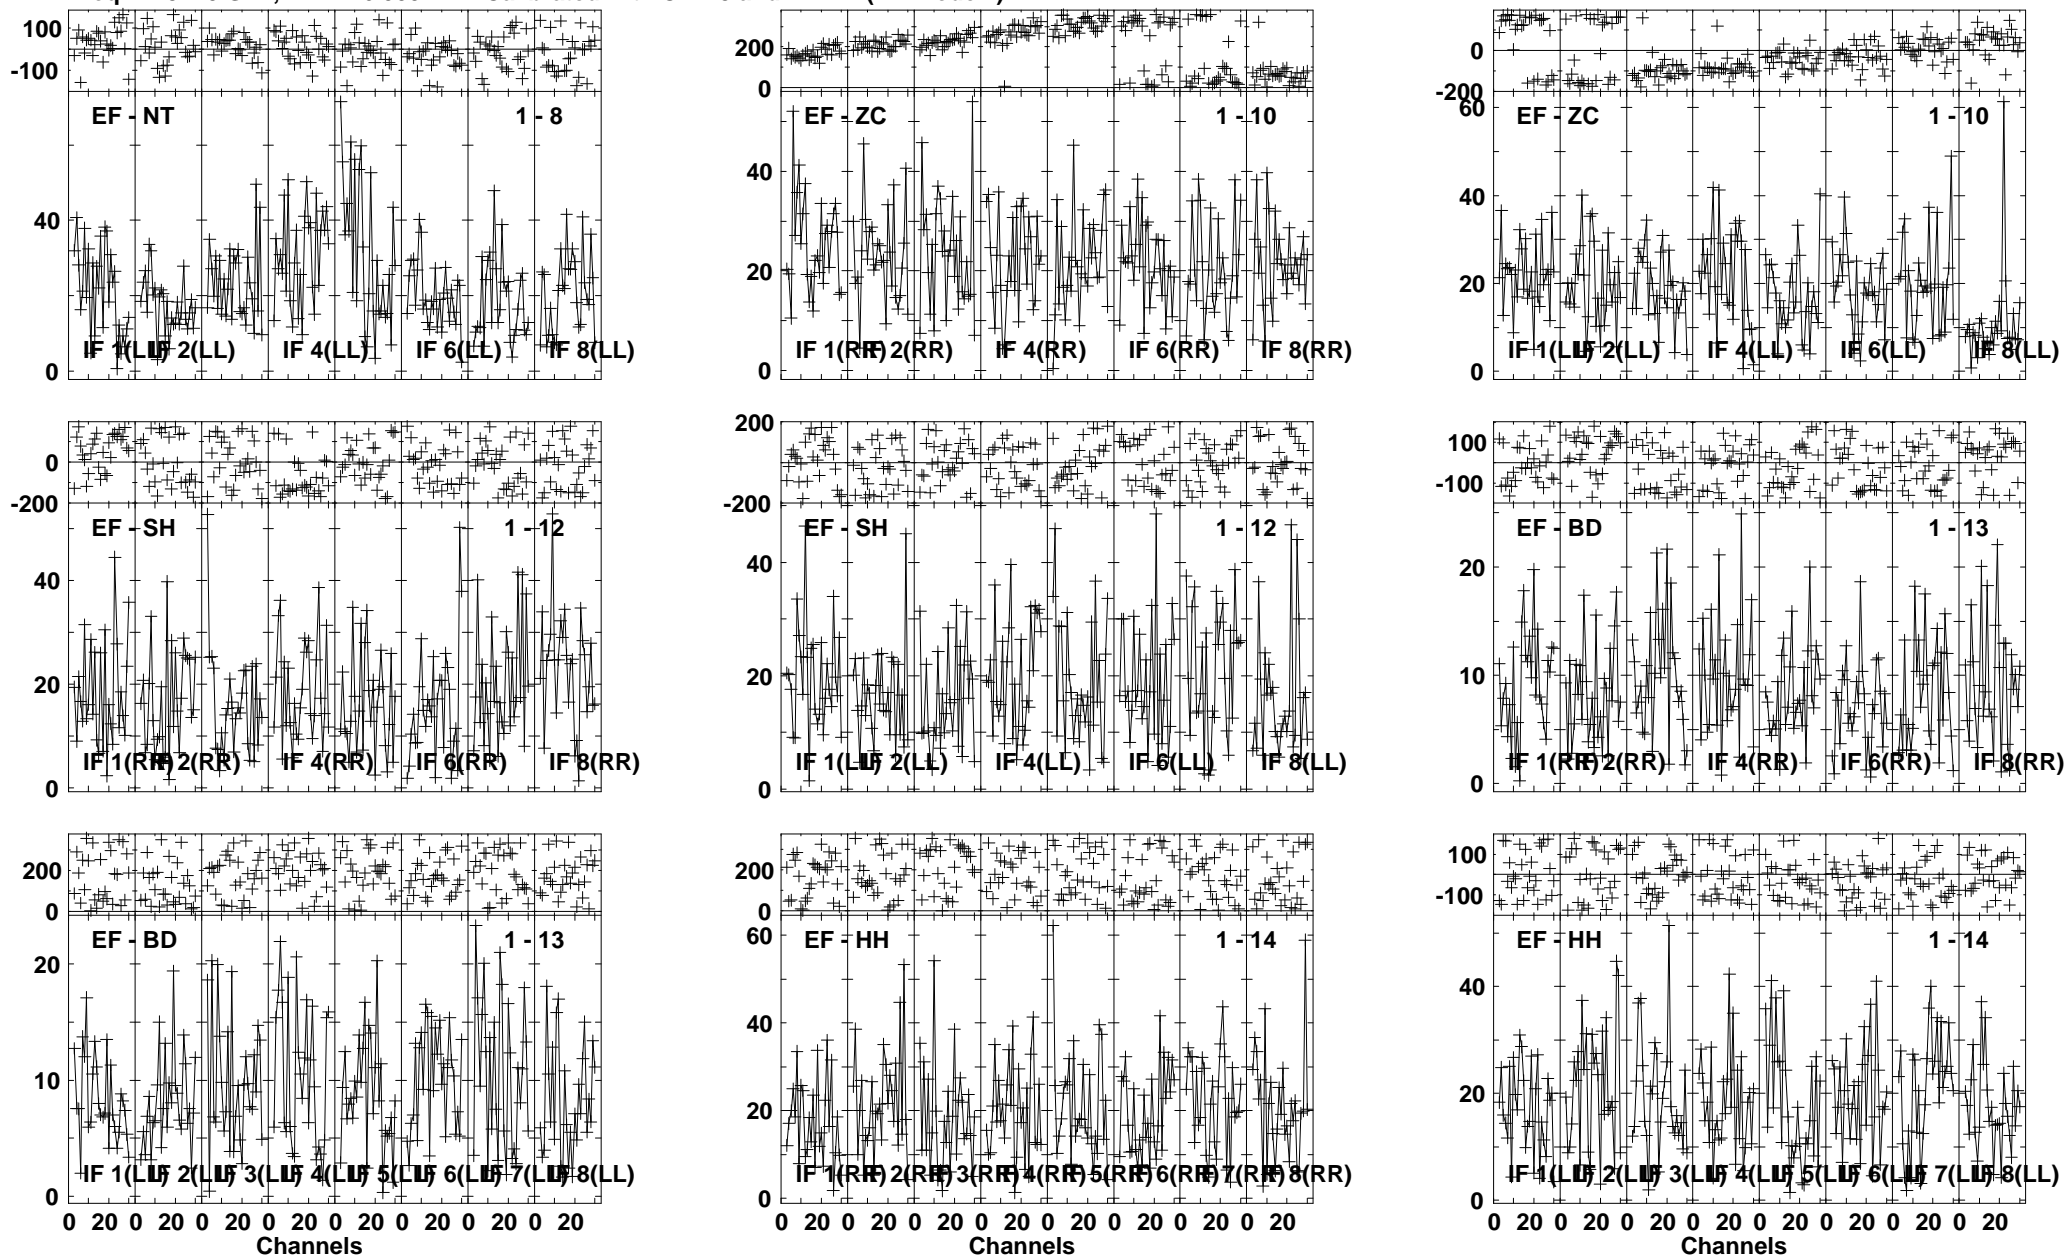 100
-100
EF - NT 1 - 8
40
0
IF 1(LL) IF 2(LL) IF 4(LL) IF 6(LL) IF 8(LL)
200
0
EF - ZC 1 - 10
40
20
0
IF 1(RR) IF 2(RR) IF 4(RR) IF 6(RR) IF 8(RR)
0
-200
60
EF - ZC 1 - 10
40
20
0
IF 1(LL) IF 2(LL) IF 4(LL) IF 6(LL) IF 8(LL)
200
0
-200
EF - SH 1 - 12
40
20
0
IF 1(RR) IF 2(RR) IF 4(RR) IF 6(RR) IF 8(RR)
200
0
-200
EF - SH 1 - 12
40
20
0
IF 1(LL) IF 2(LL) IF 4(LL) IF 6(LL) IF 8(LL)
100
-100
EF - BD 1 - 13
20
10
0
IF 1(RR) IF 2(RR) IF 4(RR) IF 6(RR) IF 8(RR)
200
0
EF - BD 1 - 13
20
10
0
IF 1(LL) IF 2(LL) IF 3(LL) IF 4(LL) IF 5(LL) IF 6(LL) IF 7(LL) IF 8(LL)
0 20 0 20 0 20 0 20 0 20 0 20 0 20 0 20
Channels
200
0
EF - HH 1 - 14
60
40
20
0
IF 1(RR) IF 2(RR) IF 3(RR) IF 4(RR) IF 5(RR) IF 6(RR) IF 7(RR) IF 8(RR)
0 20 0 20 0 20 0 20 0 20 0 20 0 20 0 20
100
-100
EF - HH 1 - 14
40
20
0
IF 1(LL) IF 2(LL) IF 3(LL) IF 4(LL) IF 5(LL) IF 6(LL) IF 7(LL) IF 8(LL)
0 20 0 20 0 20 0 20 0 20 0 20 0 20 0 20
Channels